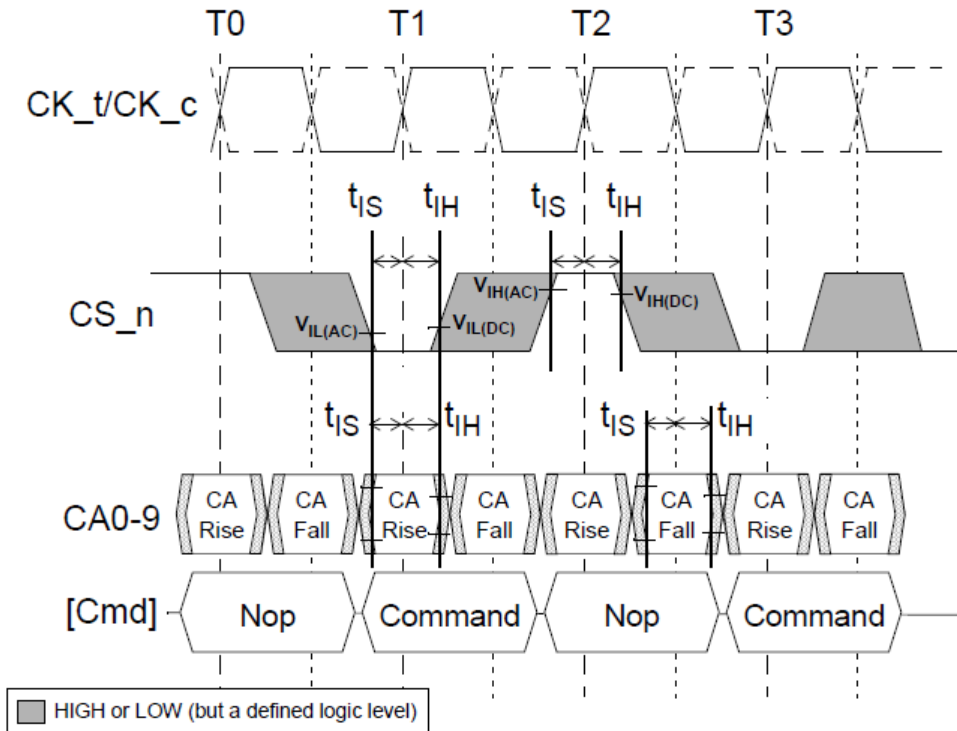 T0 T1 T2 T3
CK_t/CK_c
tIS tIH tIS tIH
CS_n
VIL(AC) VIL(DC) VIH(AC) VIH(DC)
tIS tIH tIS tIH
CA0-9
CA Rise CA Fall CA Rise CA Fall CA Rise CA Fall CA Rise CA Fall
[Cmd] Nop Command Nop Command
HIGH or LOW (but a defined logic level)